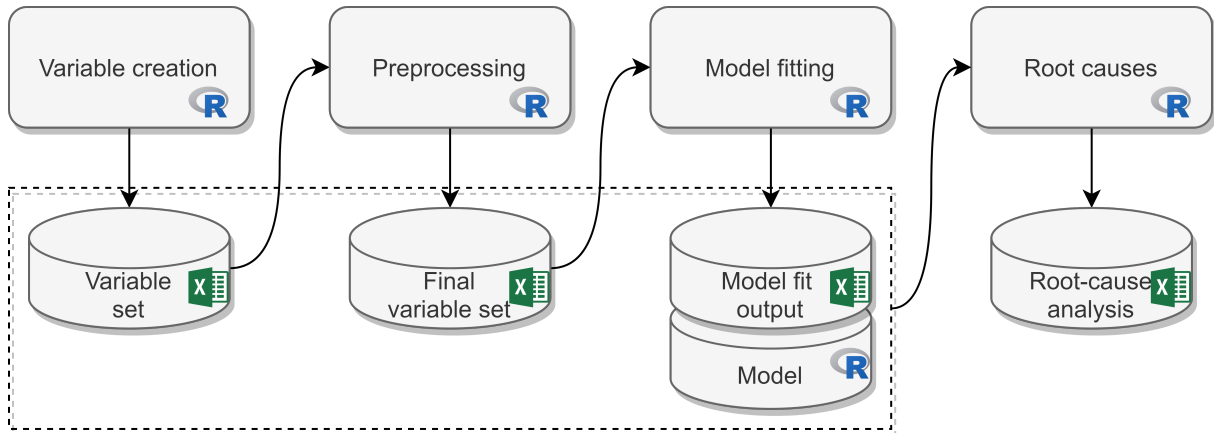 Variable creation
R
Preprocessing
R
Model fitting
R
Root causes
R
Variable
set
X
Final
variable set
X
Model fit
output
X
Root-cause
analysis
X
Model
R